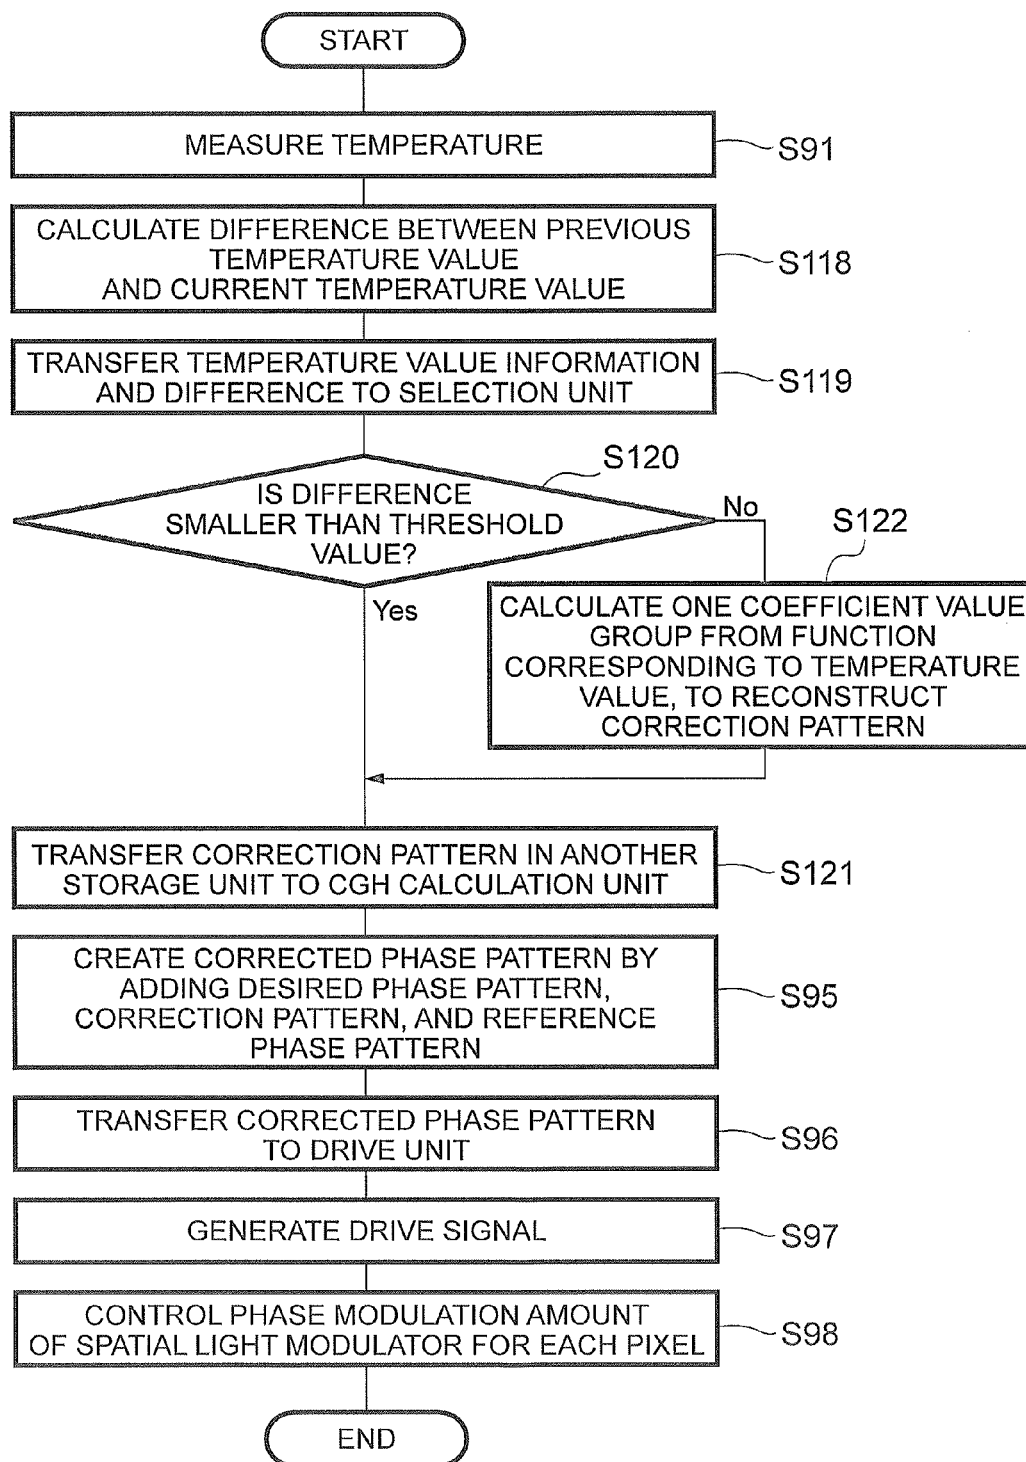 START
MEASURE TEMPERATURE
S91
CALCULATE DIFFERENCE BETWEEN PREVIOUS
TEMPERATURE VALUE
AND CURRENT TEMPERATURE VALUE
S118
TRANSFER TEMPERATURE VALUE INFORMATION
AND DIFFERENCE TO SELECTION UNIT
S119
S120
IS DIFFERENCE
SMALLER THAN THRESHOLD
VALUE?
No
Yes
S122
CALCULATE ONE COEFFICIENT VALUE
GROUP FROM FUNCTION
CORRESPONDING TO TEMPERATURE
VALUE, TO RECONSTRUCT
CORRECTION PATTERN
TRANSFER CORRECTION PATTERN IN ANOTHER
STORAGE UNIT TO CGH CALCULATION UNIT
S121
CREATE CORRECTED PHASE PATTERN BY
ADDING DESIRED PHASE PATTERN,
CORRECTION PATTERN, AND REFERENCE
PHASE PATTERN
S95
TRANSFER CORRECTED PHASE PATTERN
TO DRIVE UNIT
S96
GENERATE DRIVE SIGNAL
S97
CONTROL PHASE MODULATION AMOUNT
OF SPATIAL LIGHT MODULATOR FOR EACH PIXEL
S98
END